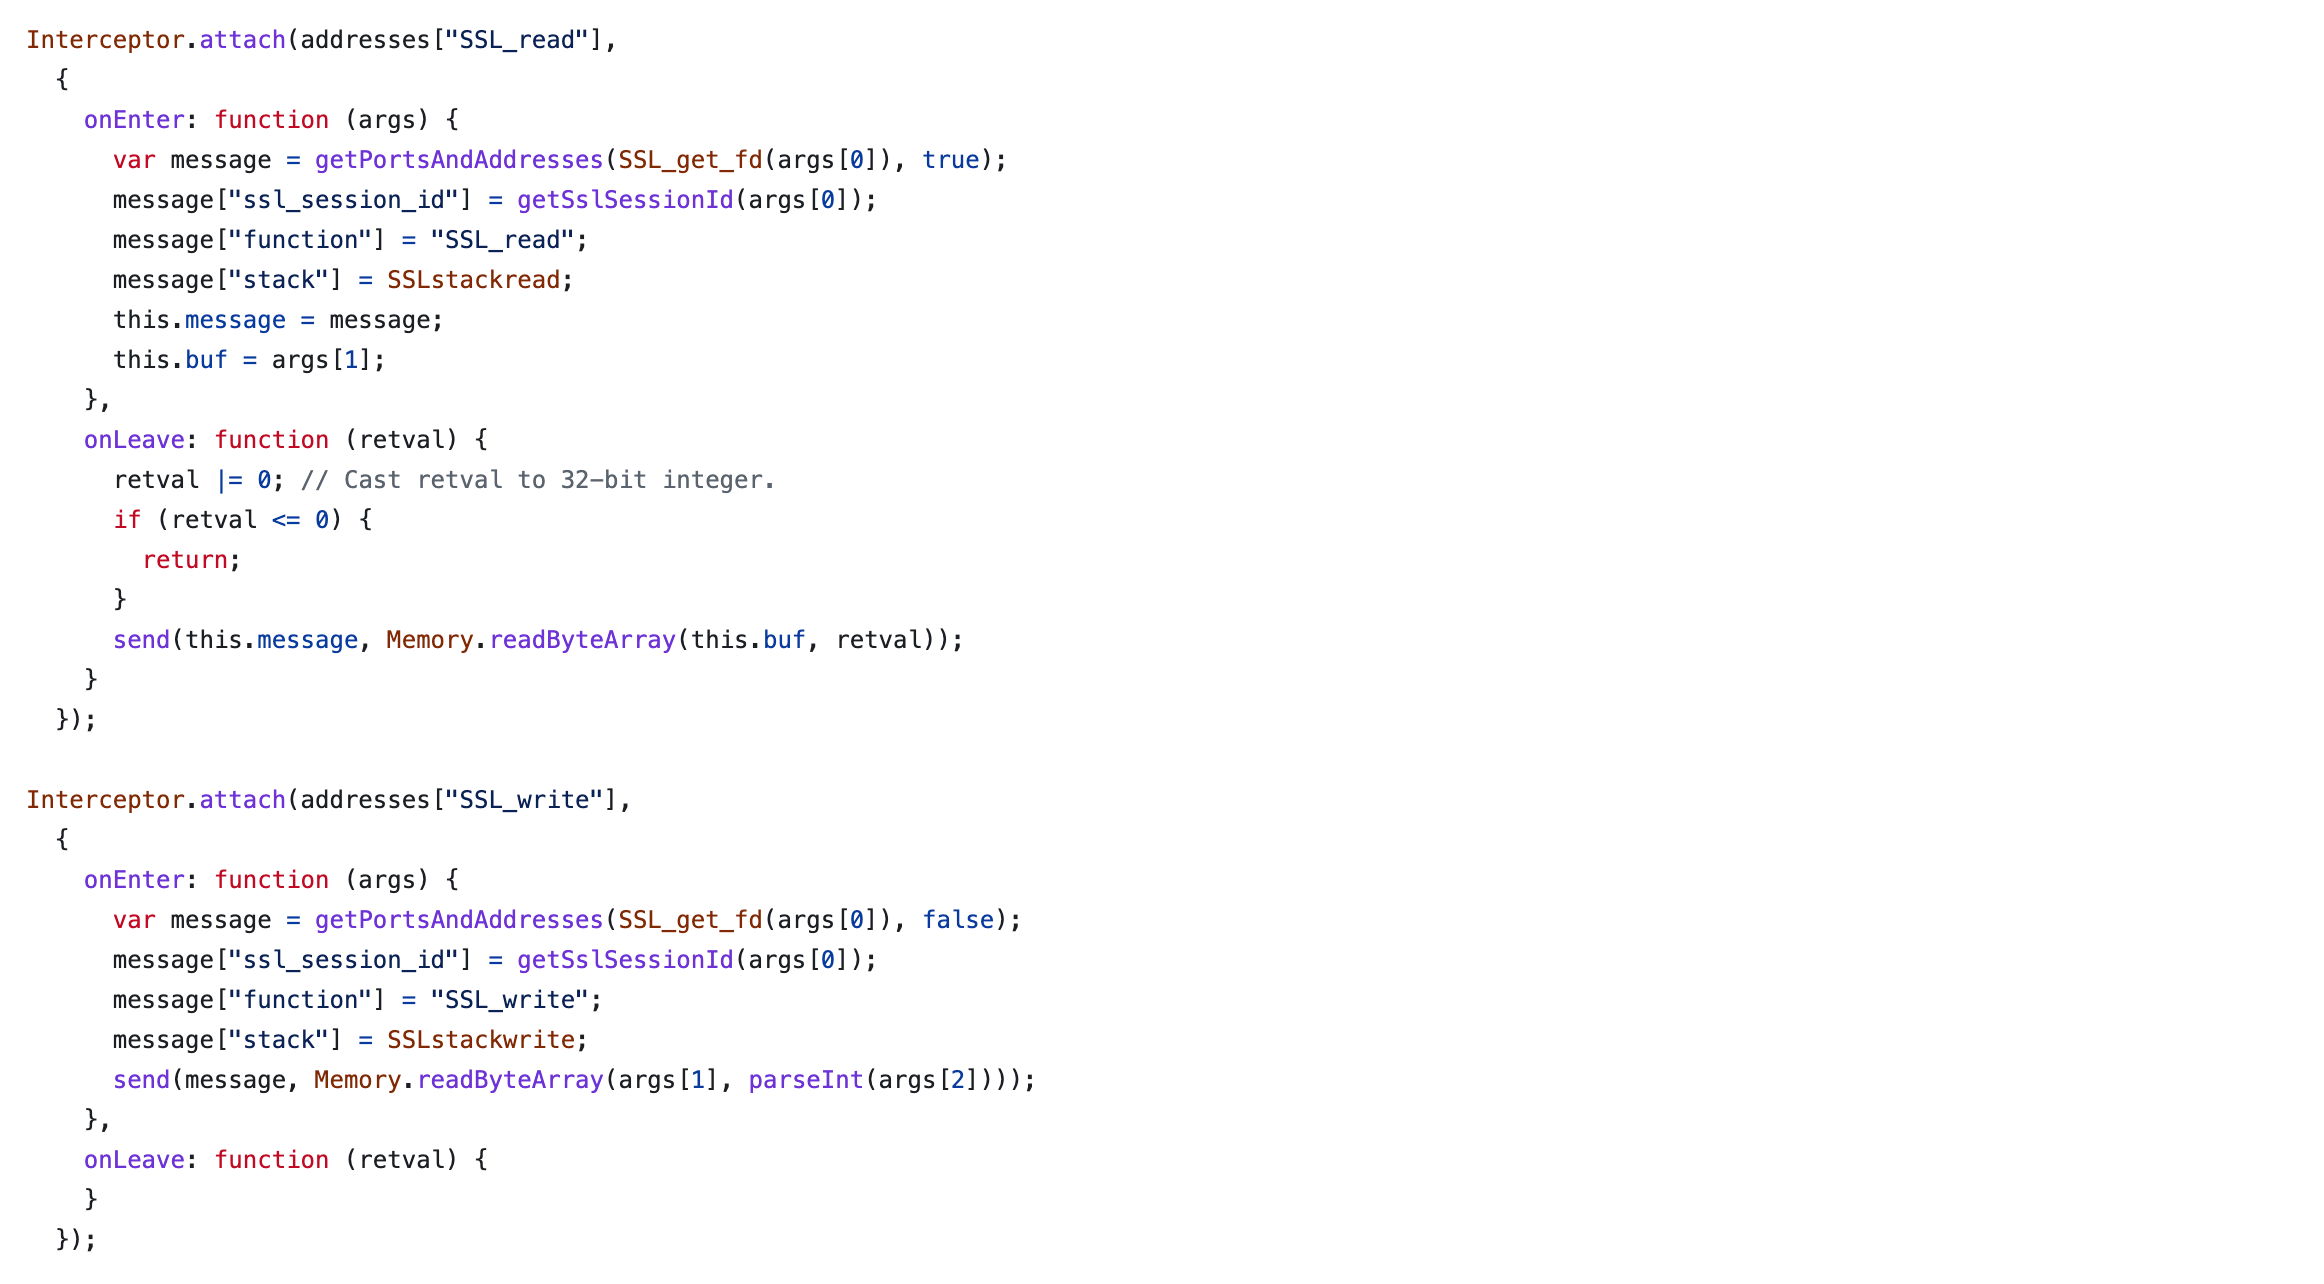 Interceptor.attach(addresses["SSL_read"],
  {
    onEnter: function (args) {
      var message = getPortsAndAddresses(SSL_get_fd(args[0]), true);
      message["ssl_session_id"] = getSslSessionId(args[0]);
      message["function"] = "SSL_read";
      message["stack"] = SSLstackread;
      this.message = message;
      this.buf = args[1];
    },
    onLeave: function (retval) {
      retval |= 0; // Cast retval to 32-bit integer.
      if (retval <= 0) {
        return;
      }
      send(this.message, Memory.readByteArray(this.buf, retval));
    }
  });

Interceptor.attach(addresses["SSL_write"],
  {
    onEnter: function (args) {
      var message = getPortsAndAddresses(SSL_get_fd(args[0]), false);
      message["ssl_session_id"] = getSslSessionId(args[0]);
      message["function"] = "SSL_write";
      message["stack"] = SSLstackwrite;
      send(message, Memory.readByteArray(args[1], parseInt(args[2])));
    },
    onLeave: function (retval) {
    }
  });